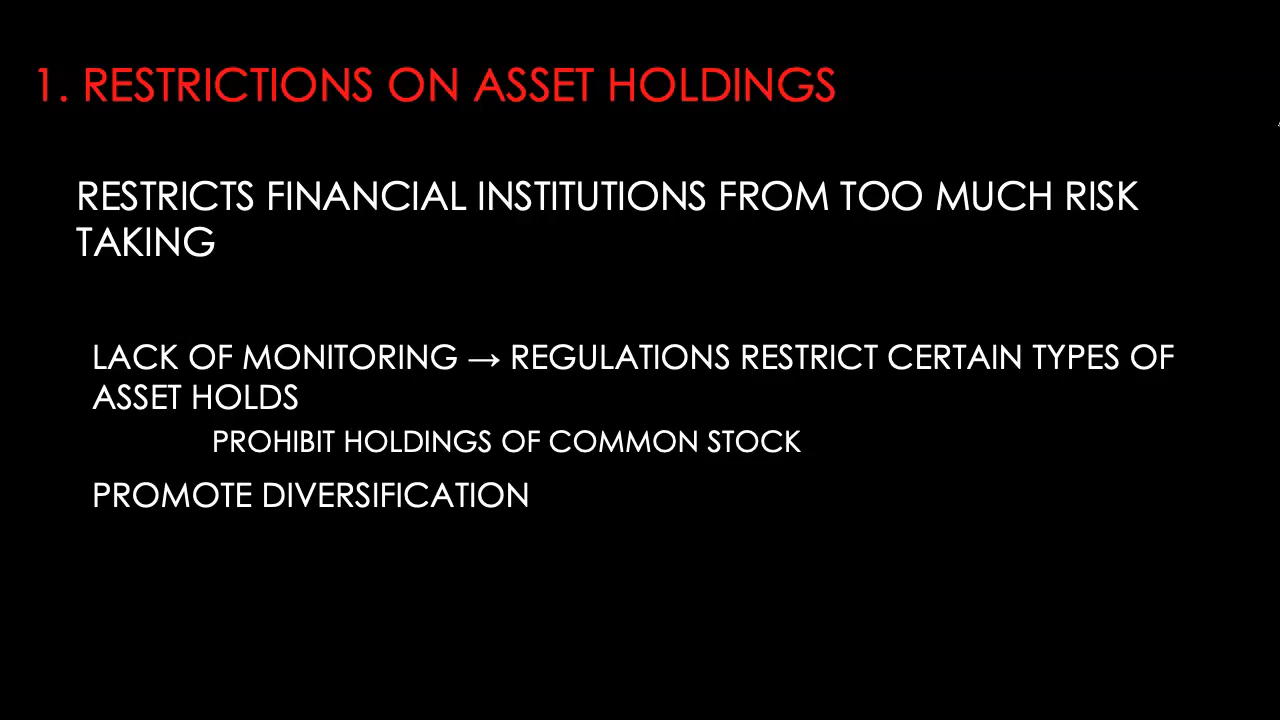 1. RESTRICTIONS ON ASSET HOLDINGS
RESTRICTS FINANCIAL INSTITUTIONS FROM TOO MUCH RISK
TAKING
LACK OF MONITORING → REGULATIONS RESTRICT CERTAIN TYPES OF
ASSET HOLDS
PROHIBIT HOLDINGS OF COMMON STOCK
PROMOTE DIVERSIFICATION